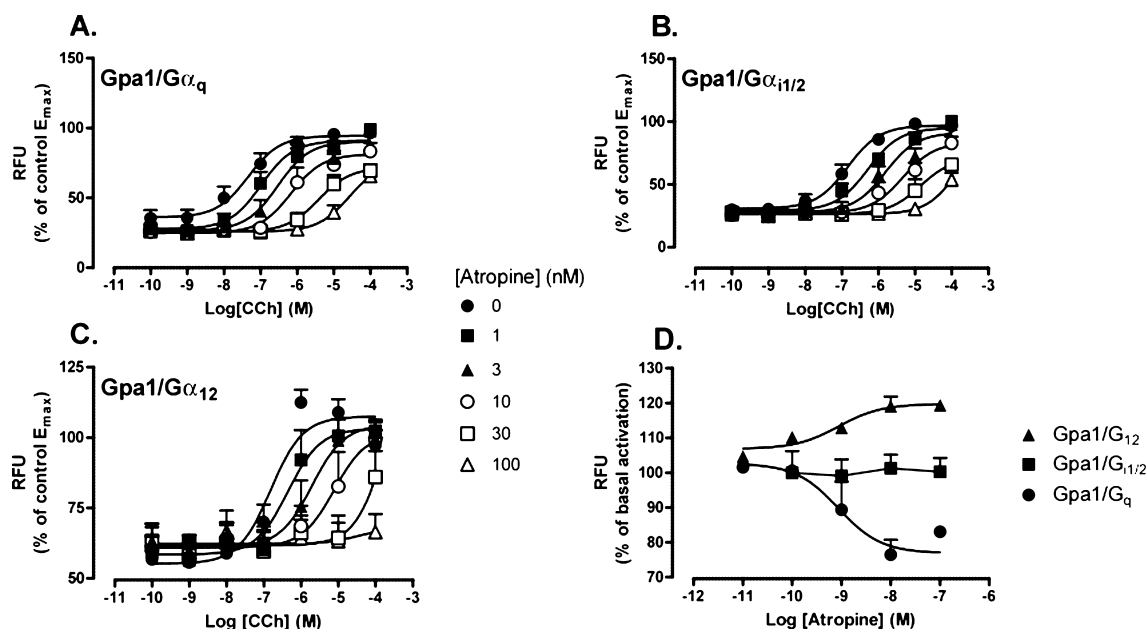 A.
Gpa1/Gαq
150
100
50
0
RFU
(% of control Emax)
-11 -10 -9 -8 -7 -6 -5 -4 -3
Log[CCh] (M)
B.
Gpa1/Gαi1/2
150
100
50
0
RFU
(% of control Emax)
-11 -10 -9 -8 -7 -6 -5 -4 -3
Log[CCh] (M)
[Atropine] (nM)
0
1
3
10
30
100
C.
Gpa1/Gα12
125
100
75
50
RFU
(% of control Emax)
-11 -10 -9 -8 -7 -6 -5 -4 -3
Log [CCh] (M)
D.
130
120
110
100
90
80
70
RFU
(% of basal activation)
-12 -11 -10 -9 -8 -7 -6
Log [Atropine] (M)
Gpa1/G12
Gpa1/Gi1/2
Gpa1/Gq